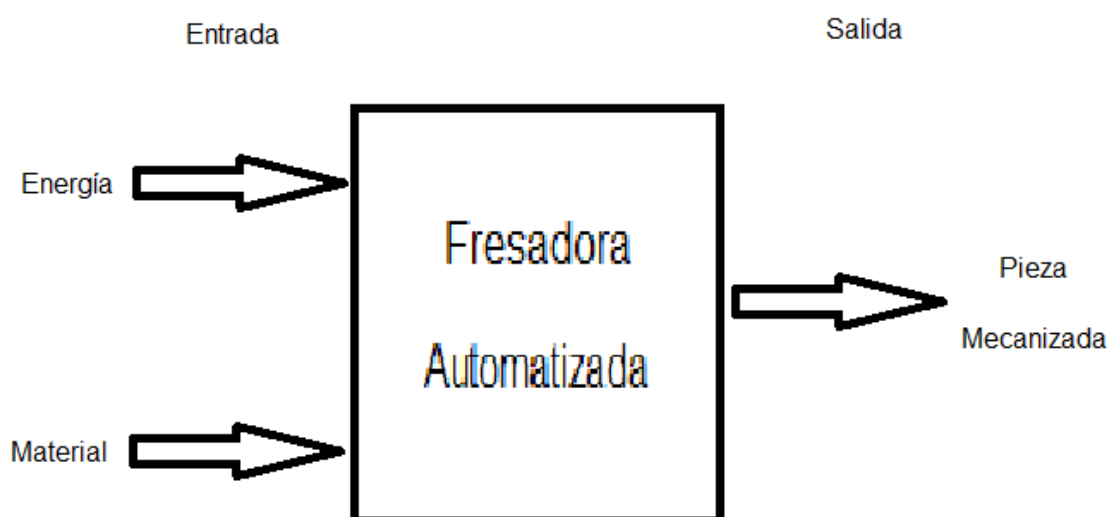 Entrada
Salida
Energía
Fresadora
Automatizada
Pieza
Mecanizada
Material